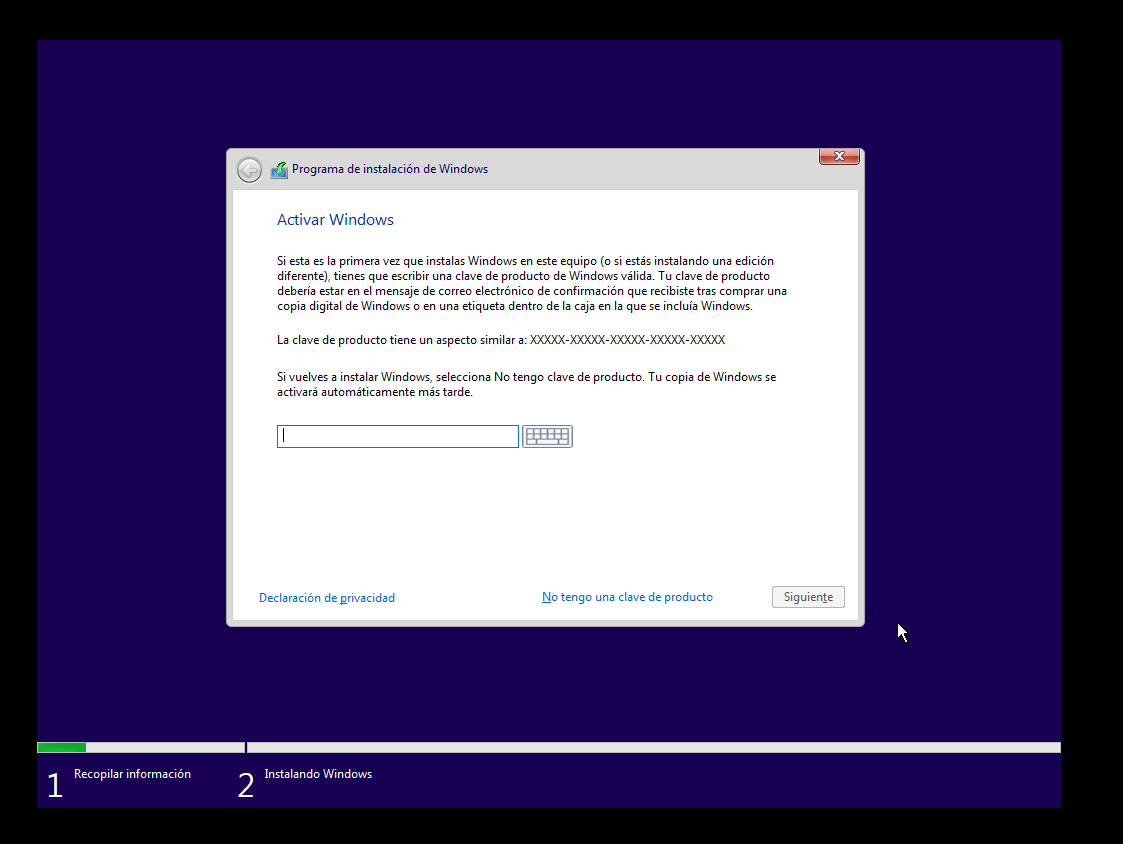 Programa de instalación de Windows
Activar Windows
Si esta es la primera vez que instalas Windows en este equipo (o si estás instalando una edición
diferente), tienes que escribir una clave de producto de Windows válida. Tu clave de producto
debería estar en el mensaje de correo electrónico de confirmación que recibiste tras comprar una
copia digital de Windows o en una etiqueta dentro de la caja en la que se incluía Windows.
La clave de producto tiene un aspecto similar a: XXXXX-XXXXX-XXXXX-XXXXX-XXXXX
Si vuelves a instalar Windows, selecciona No tengo clave de producto. Tu copia de Windows se
activará automáticamente más tarde.
Declaración de privacidad
No tengo una clave de producto
Siguiente
1 Recopilar información
2 Instalando Windows